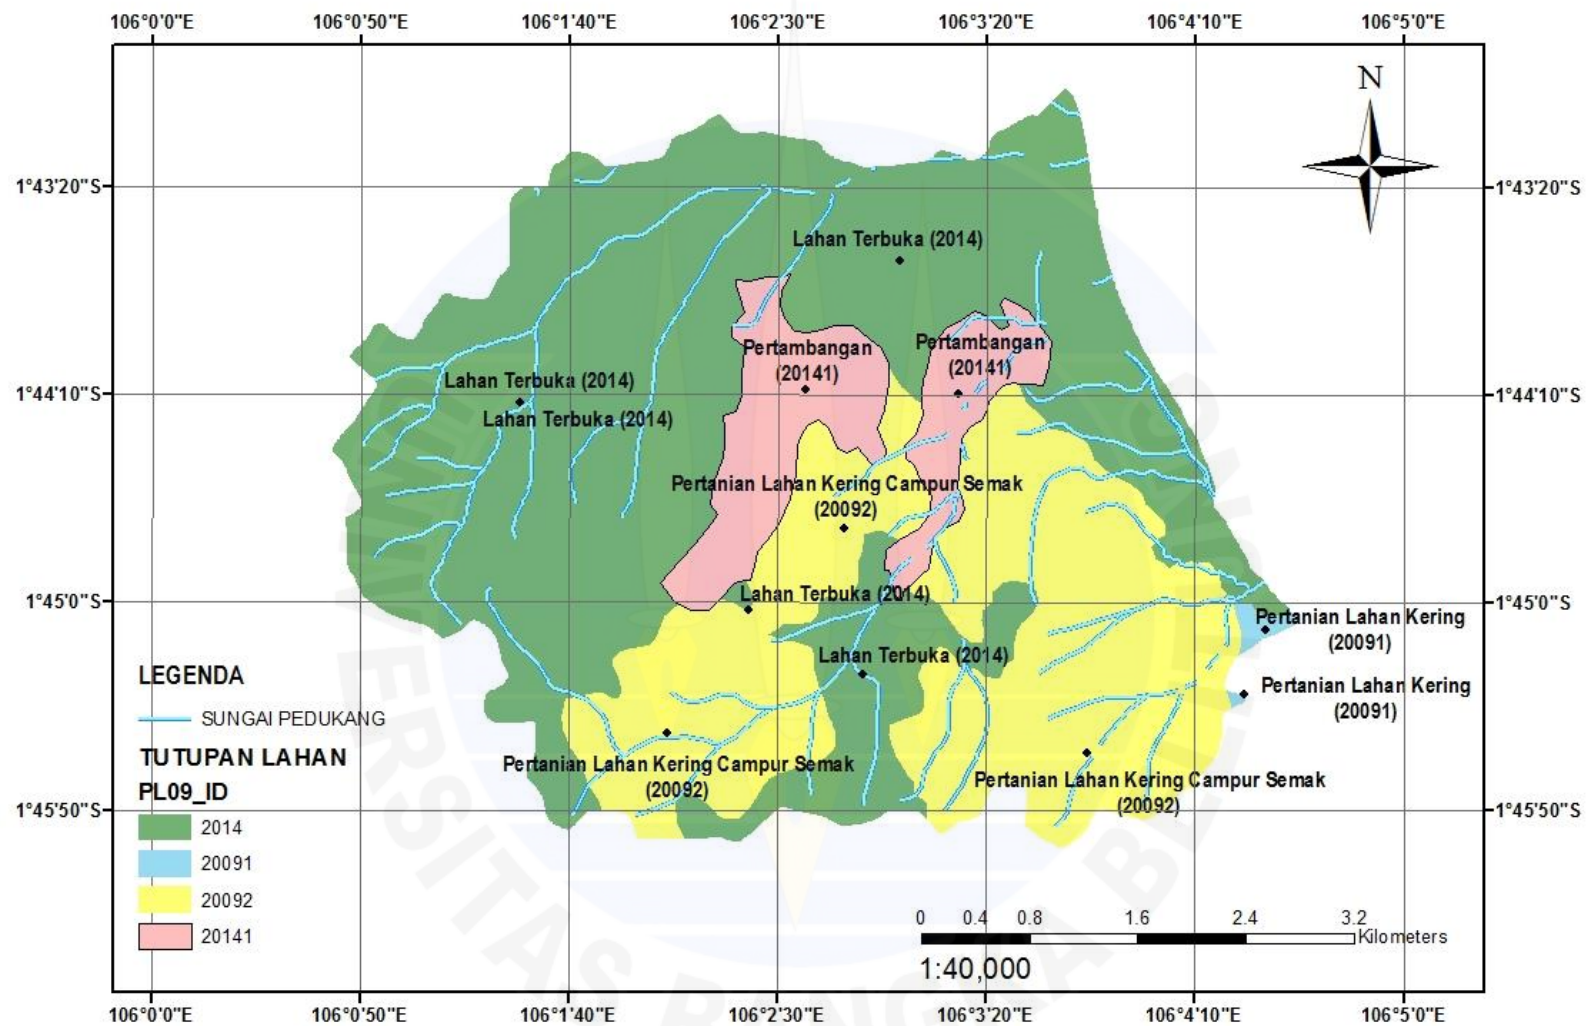 106°0'0"E 106°0'50"E 106°1'40"E 106°2'30"E 106°3'20"E 106°4'10"E 106°5'0"E
N
1°43'20"S 1°43'20"S
Lahan Terbuka (2014)
Pertambangan
(20141)
Pertambangan
(20141)
Lahan Terbuka (2014)
1°44'10"S 1°44'10"S
Lahan Terbuka (2014)
Pertanian Lahan Kering Campur Semak
(20092)
Lahan Terbuka (2014)
1°45'0"S 1°45'0"S
Pertanian Lahan Kering
(20091)
Lahan Terbuka (2014)
Pertanian Lahan Kering
(20091)
Pertanian Lahan Kering Campur Semak
(20092)
Pertanian Lahan Kering Campur Semak
(20092)
1°45'50"S 1°45'50"S
LEGENDA
SUNGAI PEDUKANG
TUTUPAN LAHAN
PL09_ID
2014
20091
20092
20141
0 0.4 0.8 1.6 2.4 3.2
Kilometers
1:40,000
106°0'0"E 106°0'50"E 106°1'40"E 106°2'30"E 106°3'20"E 106°4'10"E 106°5'0"E
UNIVERSITAS BANGKA BELITUNG